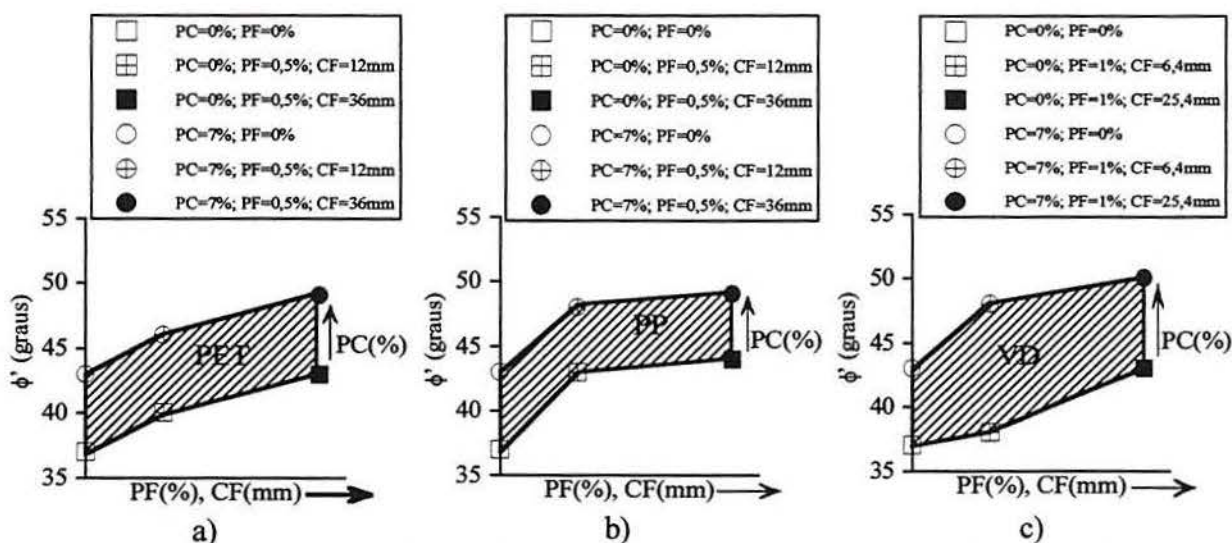 PC=0%; PF=0%
PC=0%; PF=0,5%; CF=12mm
PC=0%; PF=0,5%; CF=36mm
PC=7%; PF=0%
PC=7%; PF=0,5%; CF=12mm
PC=7%; PF=0,5%; CF=36mm
55
50
45
40
35
ϕ' (graus)
PET
PC(%)
PF(%), CF(mm)
a)
PC=0%; PF=0%
PC=0%; PF=0,5%; CF=12mm
PC=0%; PF=0,5%; CF=36mm
PC=7%; PF=0%
PC=7%; PF=0,5%; CF=12mm
PC=7%; PF=0,5%; CF=36mm
55
50
45
40
35
ϕ' (graus)
PP
PC(%)
PF(%), CF(mm)
b)
PC=0%; PF=0%
PC=0%; PF=1%; CF=6,4mm
PC=0%; PF=1%; CF=25,4mm
PC=7%; PF=0%
PC=7%; PF=1%; CF=6,4mm
PC=7%; PF=1%; CF=25,4mm
55
50
45
40
35
ϕ' (graus)
VD
PC(%)
PF(%), CF(mm)
c)